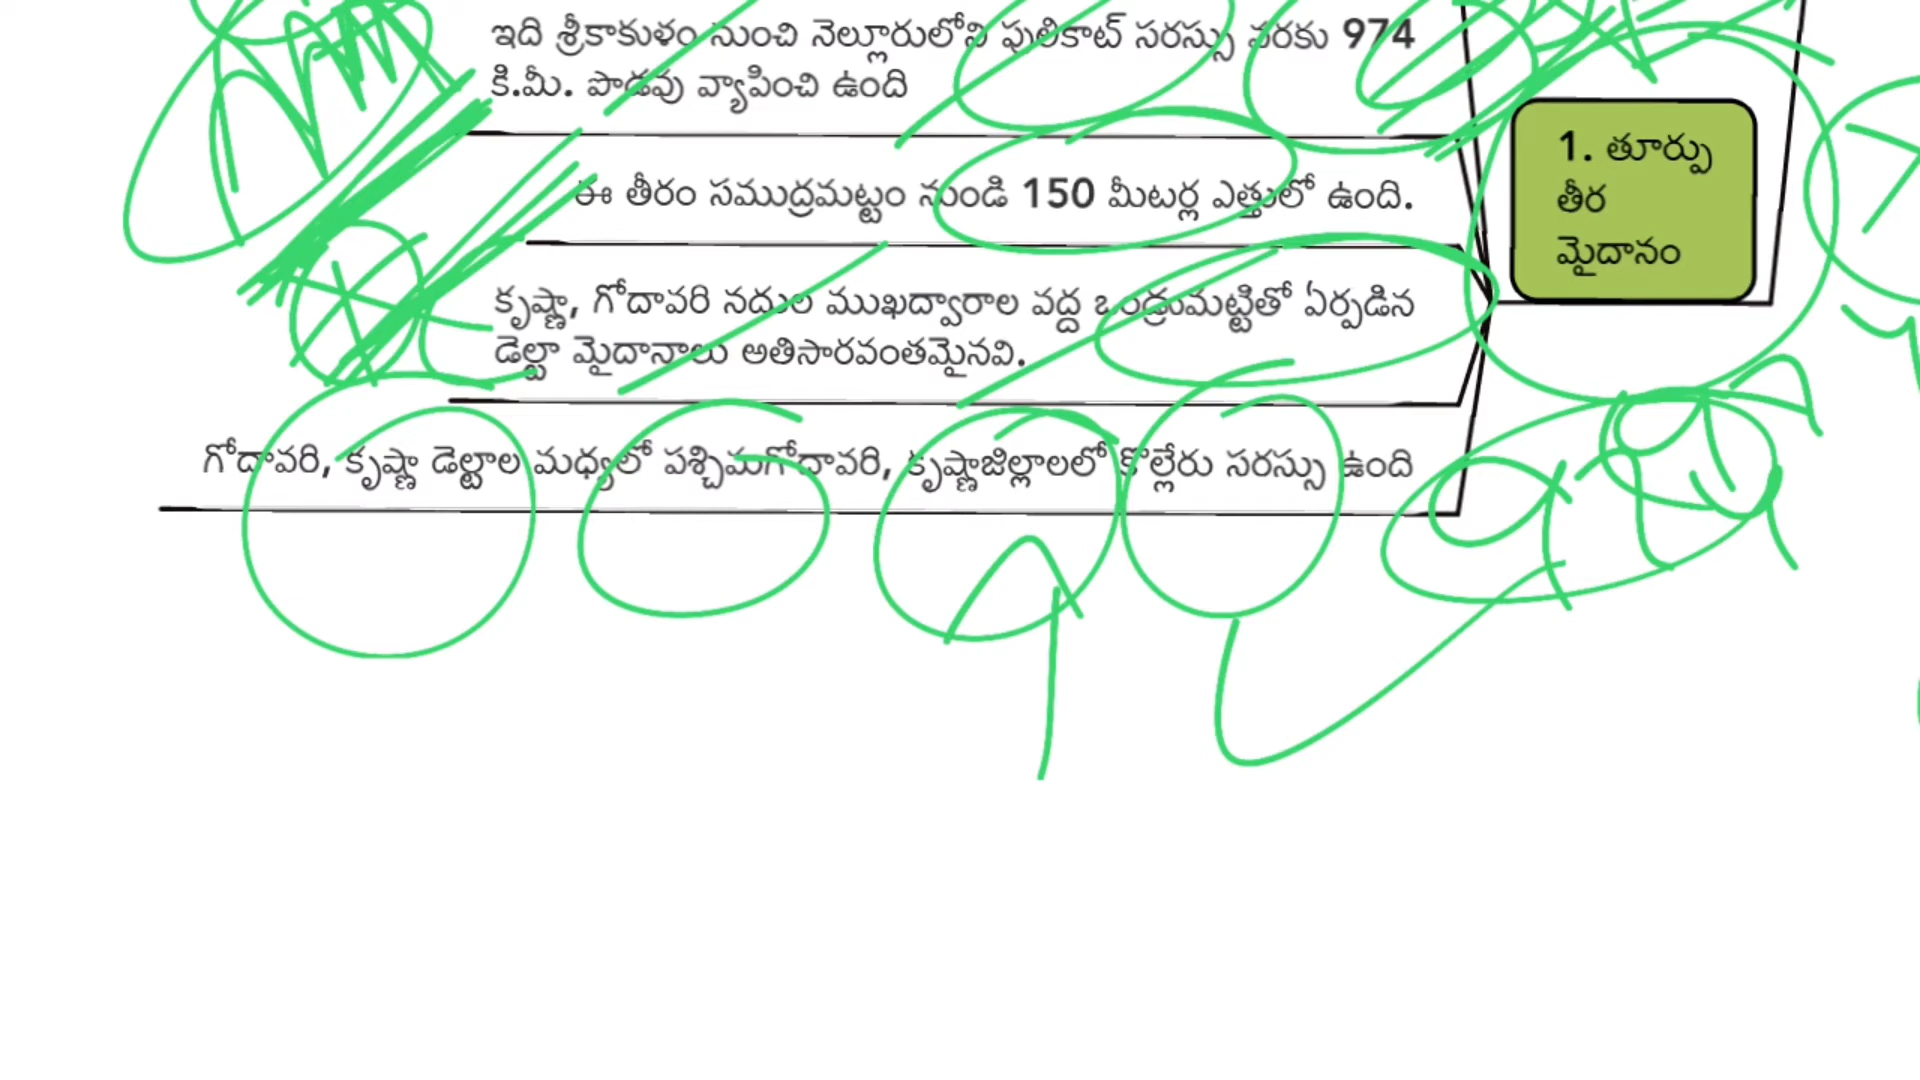 ఇది శ్రీకాకుళం నుంచి నెల్లూరులోని పులికాట్ సరస్సు వరకు 974
కి.మీ. పొడవు వ్యాపించి ఉంది
ఈ తీరం సముద్రమట్టం నుండి 150 మీటర్ల ఎత్తులో ఉంది.
కృష్ణా, గోదావరి నదుల ముఖద్వారాల వద్ద ఒండ్రుమట్టితో ఏర్పడిన
డెల్టా మైదానాలు అతిసారవంతమైనవి.
గోదావరి, కృష్ణా డెల్టాల మధ్యలో పశ్చిమగోదావరి, కృష్ణాజిల్లాలలో కొల్లేరు సరస్సు ఉంది
1. తూర్పు
తీర
మైదానం